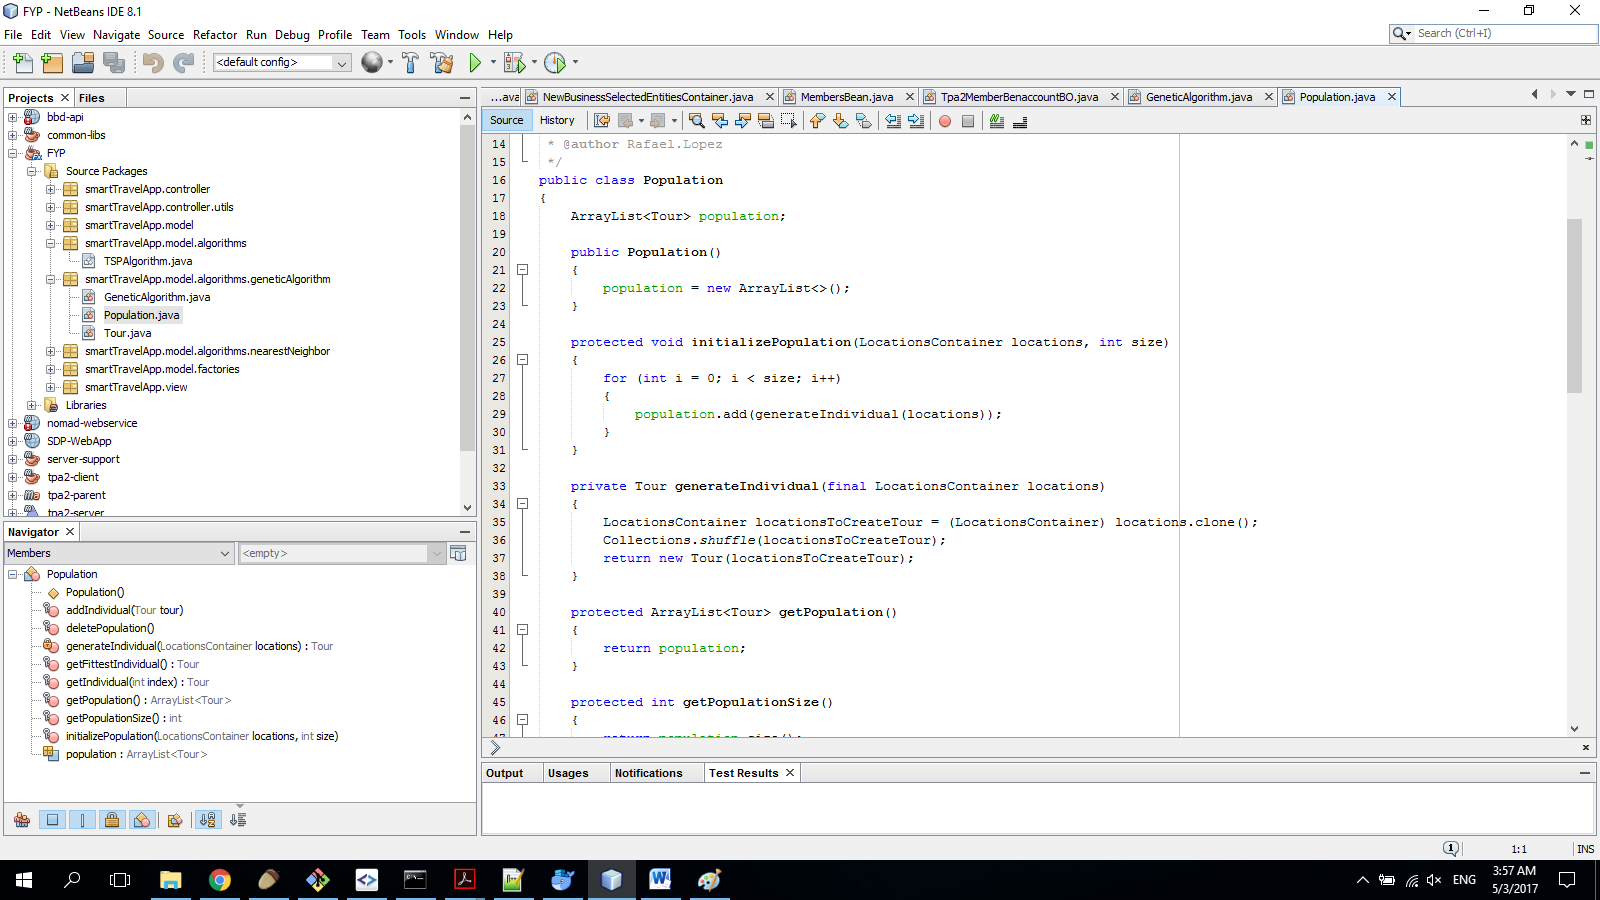 FYP - NetBeans IDE 8.1
File Edit View Navigate Source Refactor Run Debug Profile Team Tools Window Help
Search (Ctrl+I)
<default config>
Projects Files
bbd-api
common-libs
FYP
Source Packages
smartTravelApp.controller
smartTravelApp.controller.utils
smartTravelApp.model
smartTravelApp.model.algorithms
TSPAlgorithm.java
smartTravelApp.model.algorithms.geneticAlgorithm
GeneticAlgorithm.java
Population.java
Tour.java
smartTravelApp.model.algorithms.nearestNeighbor
smartTravelApp.model.factories
smartTravelApp.view
Libraries
nomad-webservice
SDP-WebApp
server-support
tpa2-client
tpa2-parent
tpa2-server
Navigator
Members <empty>
Population
Population()
addIndividual(Tour tour)
deletePopulation()
generateIndividual(LocationsContainer locations) : Tour
getFittestIndividual() : Tour
getIndividual(int index) : Tour
getPopulation() : ArrayList<Tour>
getPopulationSize() : int
initializePopulation(LocationsContainer locations, int size)
population : ArrayList<Tour>
...ava NewBusinessSelectedEntitiesContainer.java MembersBean.java Tpa2MemberBenaccountBO.java GeneticAlgorithm.java Population.java
Source History
14 * @author Rafael.Lopez
15 */
16 public class Population
17 {
18 ArrayList<Tour> population;
19
20 public Population()
21 {
22 population = new ArrayList<>();
23 }
24
25 protected void initializePopulation(LocationsContainer locations, int size)
26 {
27 for (int i = 0; i < size; i++)
28 {
29 population.add(generateIndividual(locations));
30 }
31 }
32
33 private Tour generateIndividual(final LocationsContainer locations)
34 {
35 LocationsContainer locationsToCreateTour = (LocationsContainer) locations.clone();
36 Collections.shuffle(locationsToCreateTour);
37 return new Tour(locationsToCreateTour);
38 }
39
40 protected ArrayList<Tour> getPopulation()
41 {
42 return population;
43 }
44
45 protected int getPopulationSize()
46 {
47 return population.size();
Output Usages Notifications Test Results
1 1:1 INS
ENG
3:57 AM
5/3/2017